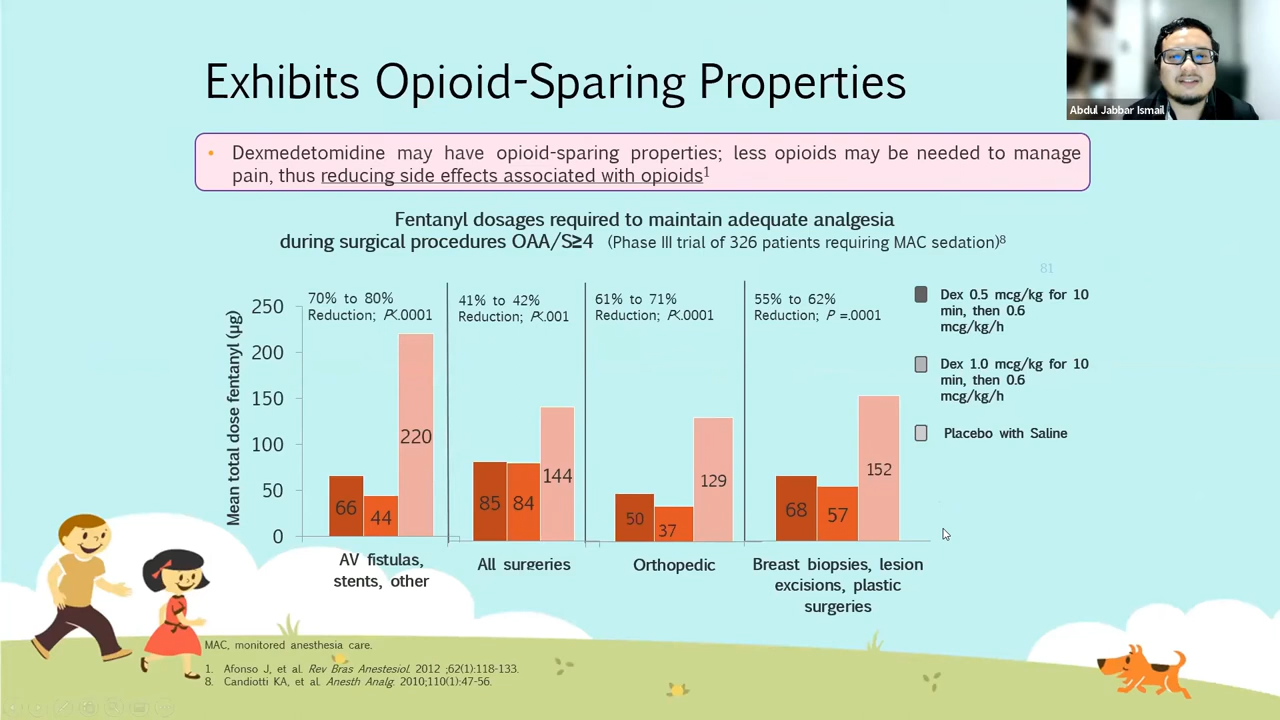 Exhibits Opioid-Sparing Properties
Abdul Jabbar Ismail
• Dexmedetomidine may have opioid-sparing properties; less opioids may be needed to manage
pain, thus reducing side effects associated with opioids1
Fentanyl dosages required to maintain adequate analgesia
during surgical procedures OAA/S≥4 (Phase III trial of 326 patients requiring MAC sedation)8
81
Mean total dose fentanyl (µg)
250
200
150
100
50
0
70% to 80%
Reduction; P<.0001
41% to 42%
Reduction; P<.001
61% to 71%
Reduction; P<.0001
55% to 62%
Reduction; P =.0001
66
44
220
85
84
144
50
37
129
68
57
152
AV fistulas,
stents, other
All surgeries
Orthopedic
Breast biopsies, lesion
excisions, plastic
surgeries
Dex 0.5 mcg/kg for 10
min, then 0.6
mcg/kg/h
Dex 1.0 mcg/kg for 10
min, then 0.6
mcg/kg/h
Placebo with Saline
MAC, monitored anesthesia care.
1. Afonso J, et al. Rev Bras Anestesiol. 2012 ;62(1):118-133.
8. Candiotti KA, et al. Anesth Analg. 2010;110(1):47-56.